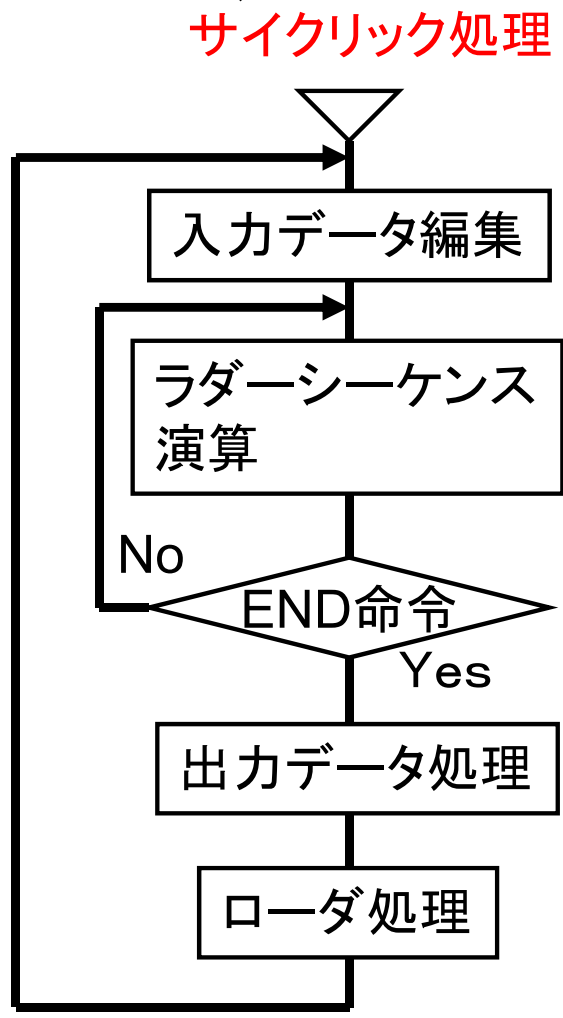 サイクリック処理
入力データ編集
ラダーシーケンス
演算
No
END命令
Yes
出力データ処理
ローダ処理